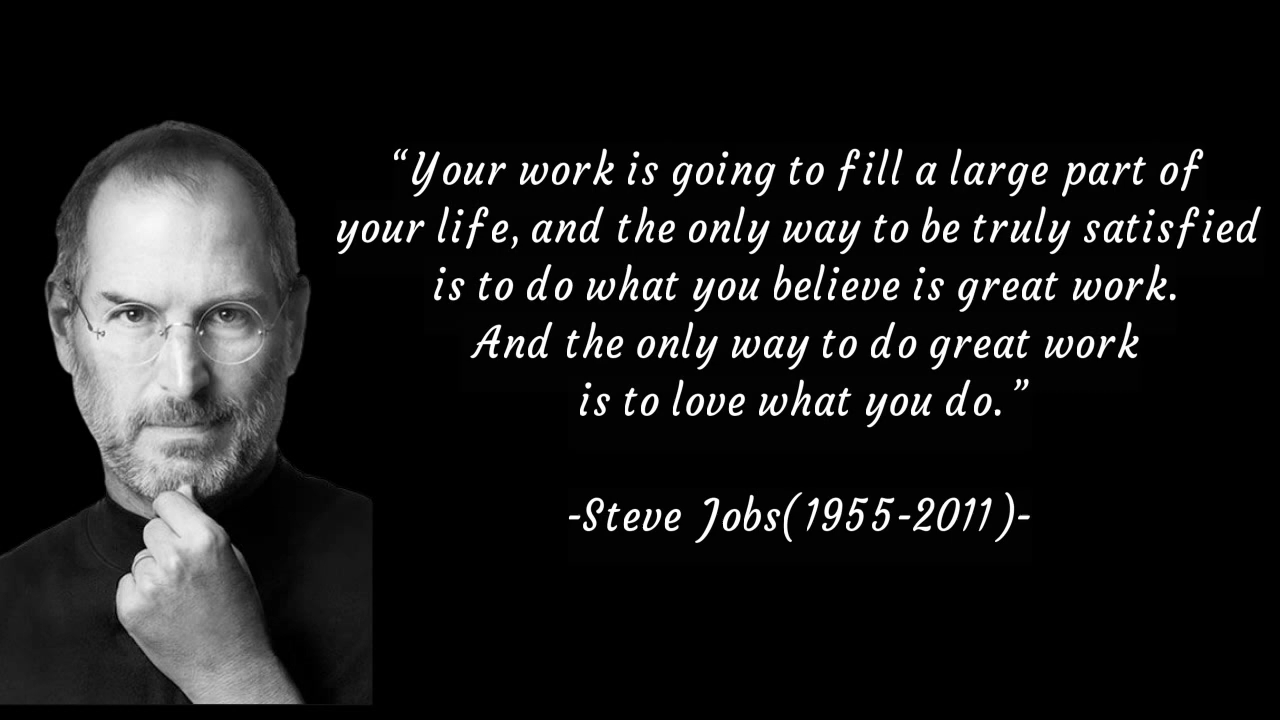 “Your work is going to fill a large part of
your life, and the only way to be truly satisfied
is to do what you believe is great work.
And the only way to do great work
is to love what you do.”
-Steve Jobs(1955-2011)-